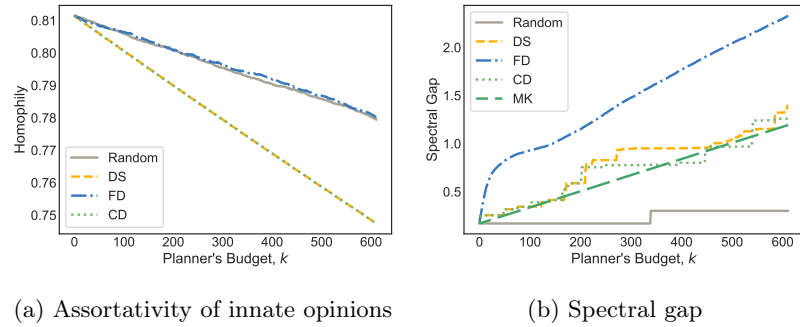 0.81
0.80
0.79
0.78
0.77
0.76
0.75
Homophily
Random
DS
FD
CD
0 100 200 300 400 500 600
Planner's Budget, k
(a) Assortativity of innate opinions
2.0
1.5
1.0
0.5
Spectral Gap
Random
DS
FD
CD
MK
0 100 200 300 400 500 600
Planner's Budget, k
(b) Spectral gap